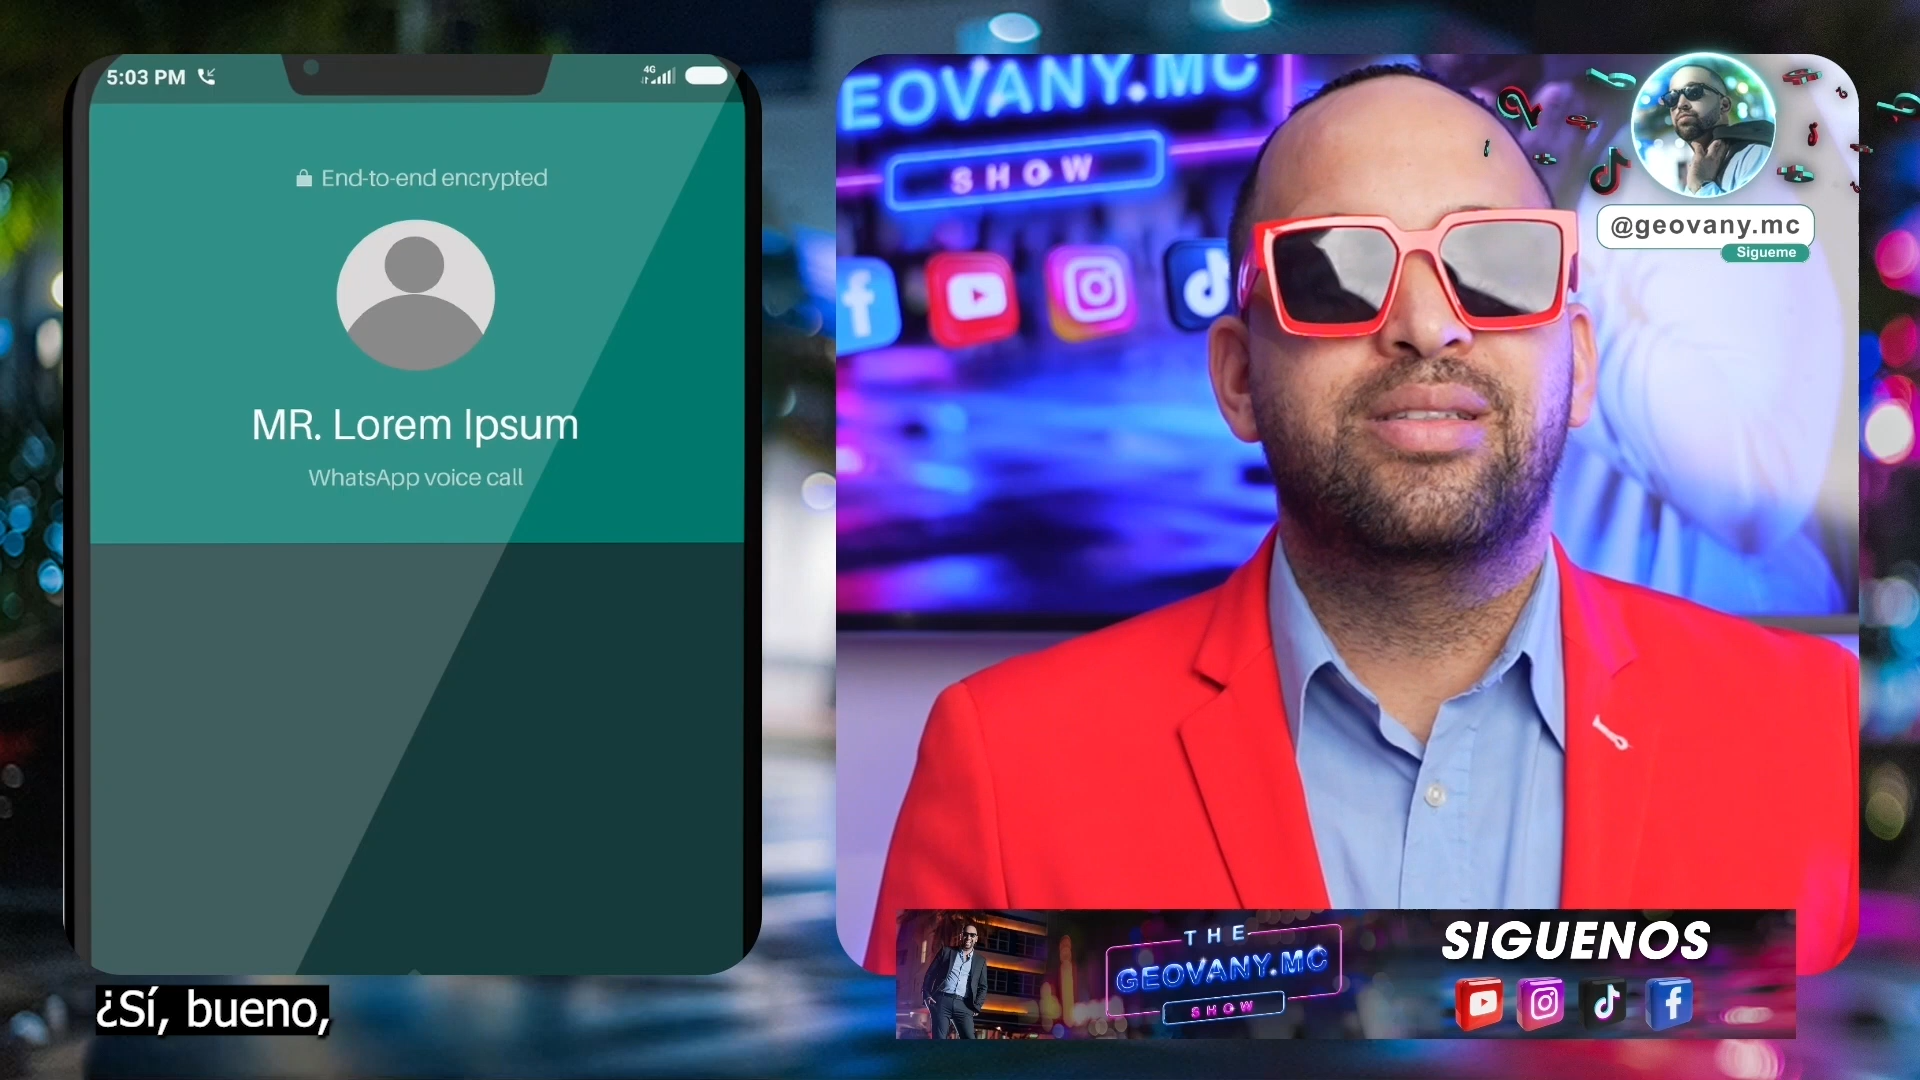 5:03 PM
4G
End-to-end encrypted
MR. Lorem Ipsum
WhatsApp voice call
¿Sí, bueno,
EOVANY.MC
SHOW
@geovany.mc
Sigueme
THE
GEOVANY.MC
SHOW
SIGUENOS